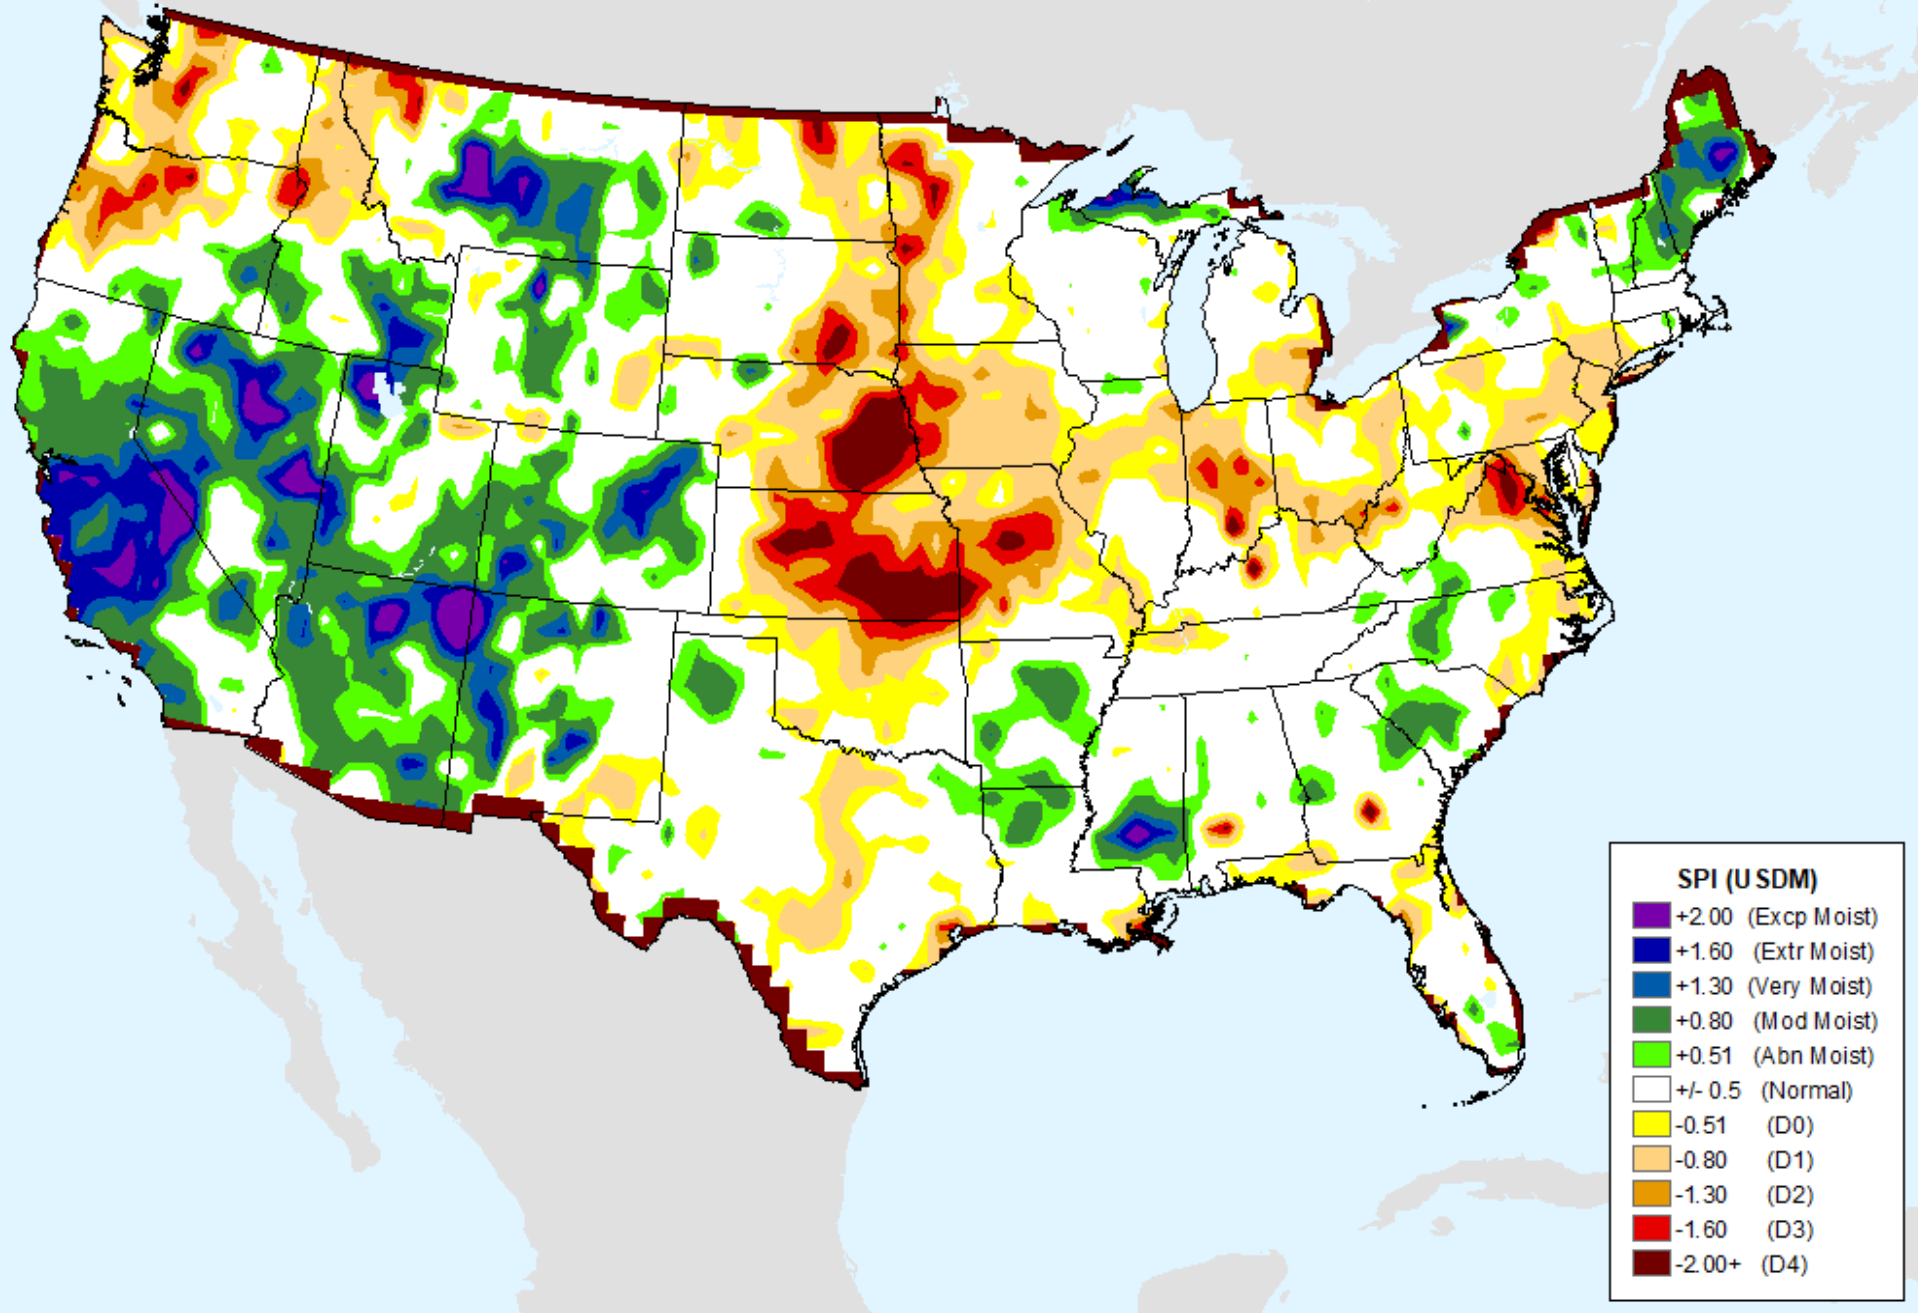 SPI (USDM)
+2.00 (Excp Moist)
+1.60 (Extr Moist)
+1.30 (Very Moist)
+0.80 (Mod Moist)
+0.51 (Abn Moist)
+/- 0.5 (Normal)
-0.51 (D0)
-0.80 (D1)
-1.30 (D2)
-1.60 (D3)
-2.00+ (D4)